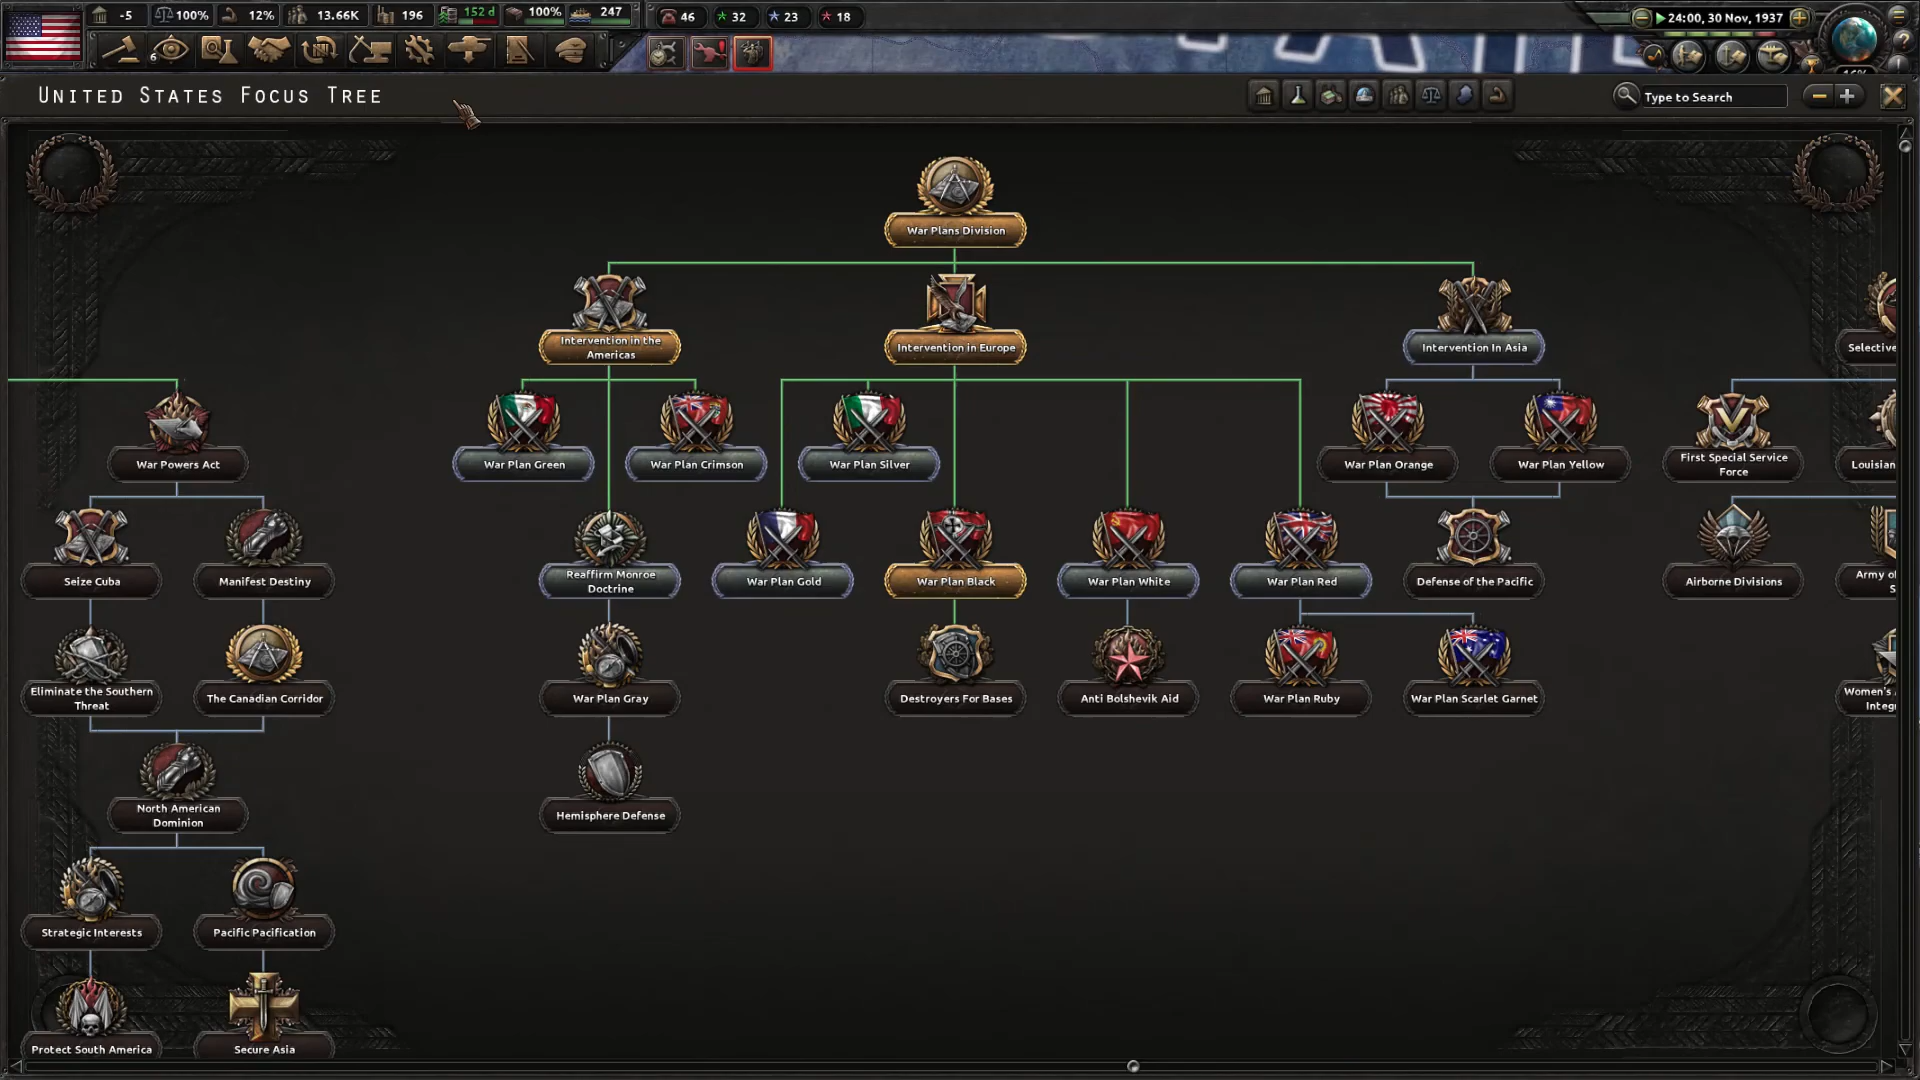 -5 100% 12% 13.66K 196 152 d 100% 247 46 32 23 18 24:00, 30 Nov, 1937
6
United States Focus Tree
Type to Search
War Plans Division
Intervention in the
Americas
Intervention in Europe
Intervention In Asia
Selective
War Powers Act
War Plan Green
War Plan Crimson
War Plan Silver
War Plan Orange
War Plan Yellow
First Special Service
Force
Louisian
Seize Cuba
Manifest Destiny
Reaffirm Monroe
Doctrine
War Plan Gold
War Plan Black
War Plan White
War Plan Red
Defense of the Pacific
Airborne Divisions
Army of
S
Eliminate the Southern
Threat
The Canadian Corridor
War Plan Gray
Destroyers For Bases
Anti Bolshevik Aid
War Plan Ruby
War Plan Scarlet Garnet
Women's
Integ
North American
Dominion
Hemisphere Defense
Strategic Interests
Pacific Pacification
Protect South America
Secure Asia